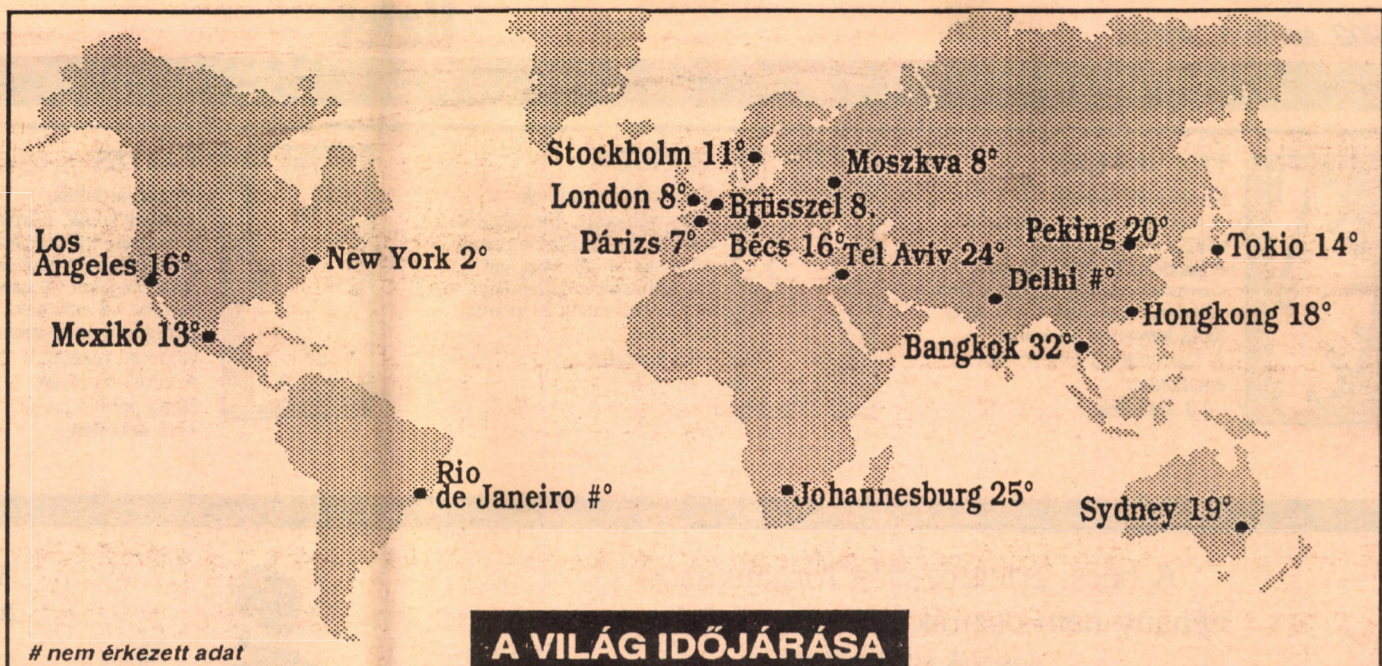 Stockholm 11°
Moszkva 8°
London 8°
Brüsszel 8.
Párizs 7°
Bécs 16°
Tel Aviv 24°
Peking 20°
Tokio 14°
Los
Angeles 16°
New York 2°
Delhi #°
Hongkong 18°
Mexikó 13°
Bangkok 32°
Rio
de Janeiro #°
Johannesburg 25°
Sydney 19°
# nem érkezett adat
A VILÁG IDŐJÁRÁSA